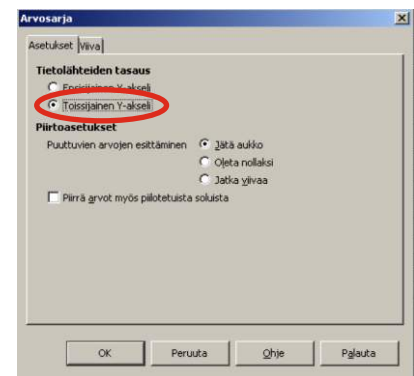 Arvosarja
Asetukset Viiva
Tietolähteiden tasaus
Ensisijainen Y-akseli
Toissijainen Y-akseli
Piirtoasetukset
Puuttuvien arvojen esittäminen Jätä aukko
Oleta nollaksi
Jatka viivaa
Piirrä arvot myös piilotetuista soluista
OK Peruuta Ohje Palauta